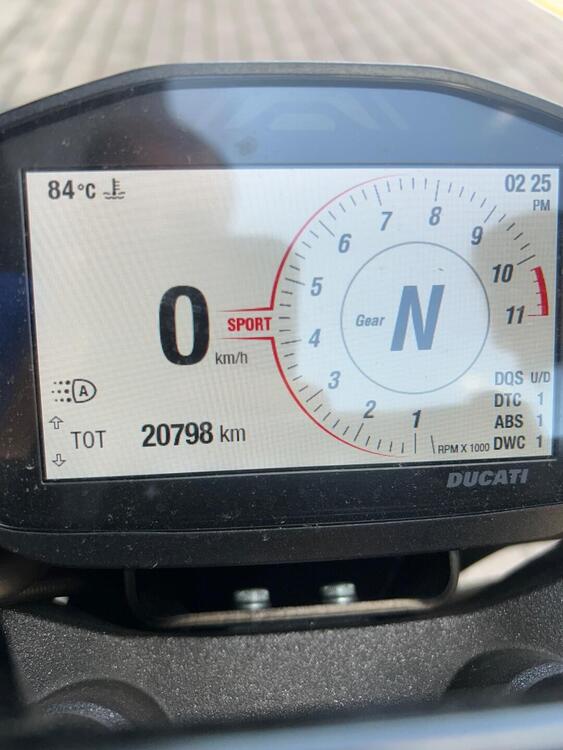 84°C
02 25
PM
0
km/h
SPORT
Gear N
1
2
3
4
5
6
7
8
9
10
11
RPM X 1000
A
TOT 20798 km
DQS U/D
DTC 1
ABS 1
DWC 1
DUCATI